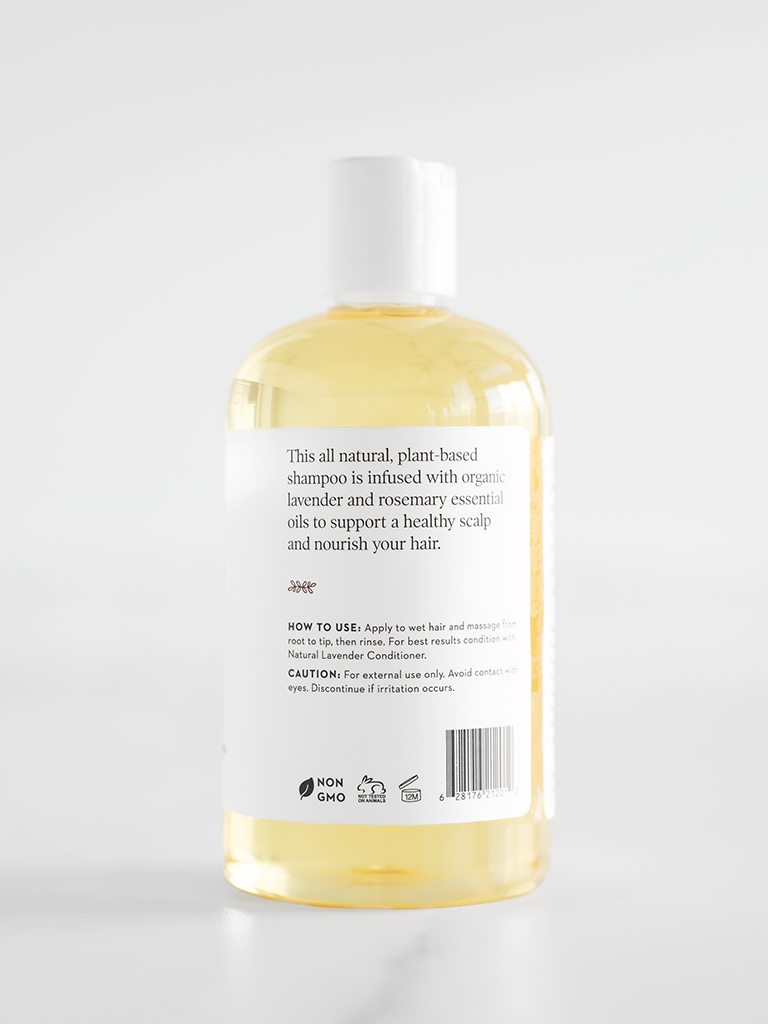 This all natural, plant-based
shampoo is infused with organic
lavender and rosemary essential
oils to support a healthy scalp
and nourish your hair.
HOW TO USE: Apply to wet hair and massage from
root to tip, then rinse. For best results condition with
Natural Lavender Conditioner.
CAUTION: For external use only. Avoid contact with
eyes. Discontinue if irritation occurs.
NON
GMO
NOT TESTED
ON ANIMALS
12M
6